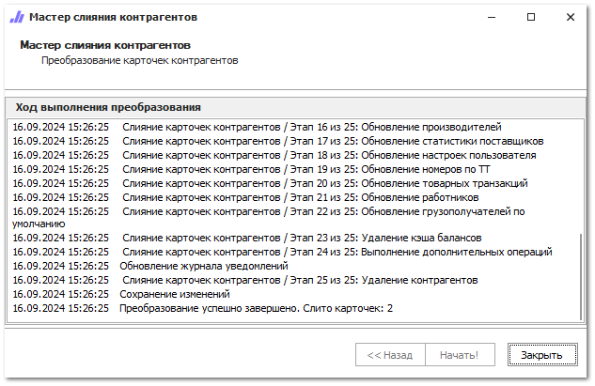 Мастер слияния контрагентов
Мастер слияния контрагентов
Преобразование карточек контрагентов
Ход выполнения преобразования
16.09.2024 15:26:25 Слияние карточек контрагентов / Этап 16 из 25: Обновление производителей
16.09.2024 15:26:25 Слияние карточек контрагентов / Этап 17 из 25: Обновление статистики поставщиков
16.09.2024 15:26:25 Слияние карточек контрагентов / Этап 18 из 25: Обновление настроек пользователя
16.09.2024 15:26:25 Слияние карточек контрагентов / Этап 19 из 25: Обновление номеров по ТТ
16.09.2024 15:26:25 Слияние карточек контрагентов / Этап 20 из 25: Обновление товарных транзакций
16.09.2024 15:26:25 Слияние карточек контрагентов / Этап 21 из 25: Обновление работников
16.09.2024 15:26:25 Слияние карточек контрагентов / Этап 22 из 25: Обновление грузополучателей по
умолчанию
16.09.2024 15:26:25 Слияние карточек контрагентов / Этап 23 из 25: Удаление кэша балансов
16.09.2024 15:26:25 Слияние карточек контрагентов / Этап 24 из 25: Выполнение дополнительных операций
16.09.2024 15:26:25 Обновление журнала уведомлений
16.09.2024 15:26:25 Слияние карточек контрагентов / Этап 25 из 25: Удаление контрагентов
16.09.2024 15:26:25 Сохранение изменений
16.09.2024 15:26:25 Преобразование успешно завершено. Слито карточек: 2
<< Назад Начать! Закрыть